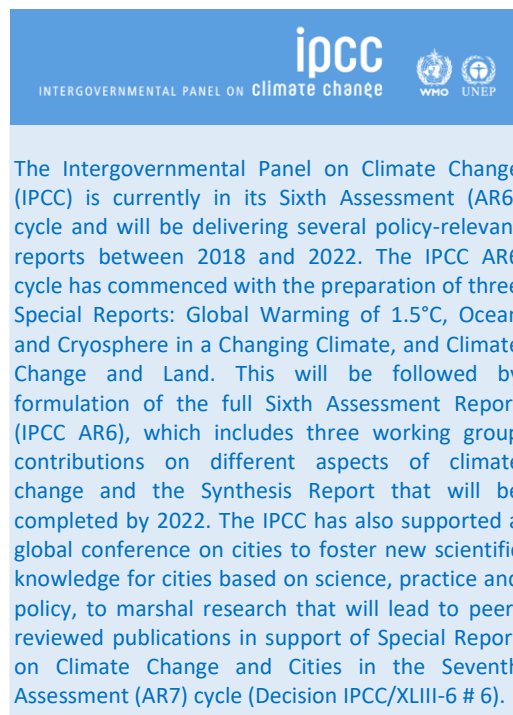 ipcc
INTERGOVERNMENTAL PANEL ON climate change
WMO UNEP
The Intergovernmental Panel on Climate Change
(IPCC) is currently in its Sixth Assessment (AR6
cycle and will be delivering several policy-relevan
reports between 2018 and 2022. The IPCC AR6
cycle has commenced with the preparation of three
Special Reports: Global Warming of 1.5°C, Ocean
and Cryosphere in a Changing Climate, and Climate
Change and Land. This will be followed by
formulation of the full Sixth Assessment Repor
(IPCC AR6), which includes three working group
contributions on different aspects of climate
change and the Synthesis Report that will be
completed by 2022. The IPCC has also supported a
global conference on cities to foster new scientific
knowledge for cities based on science, practice and
policy, to marshal research that will lead to peer
reviewed publications in support of Special Repor
on Climate Change and Cities in the Seventh
Assessment (AR7) cycle (Decision IPCC/XLIII-6 # 6).